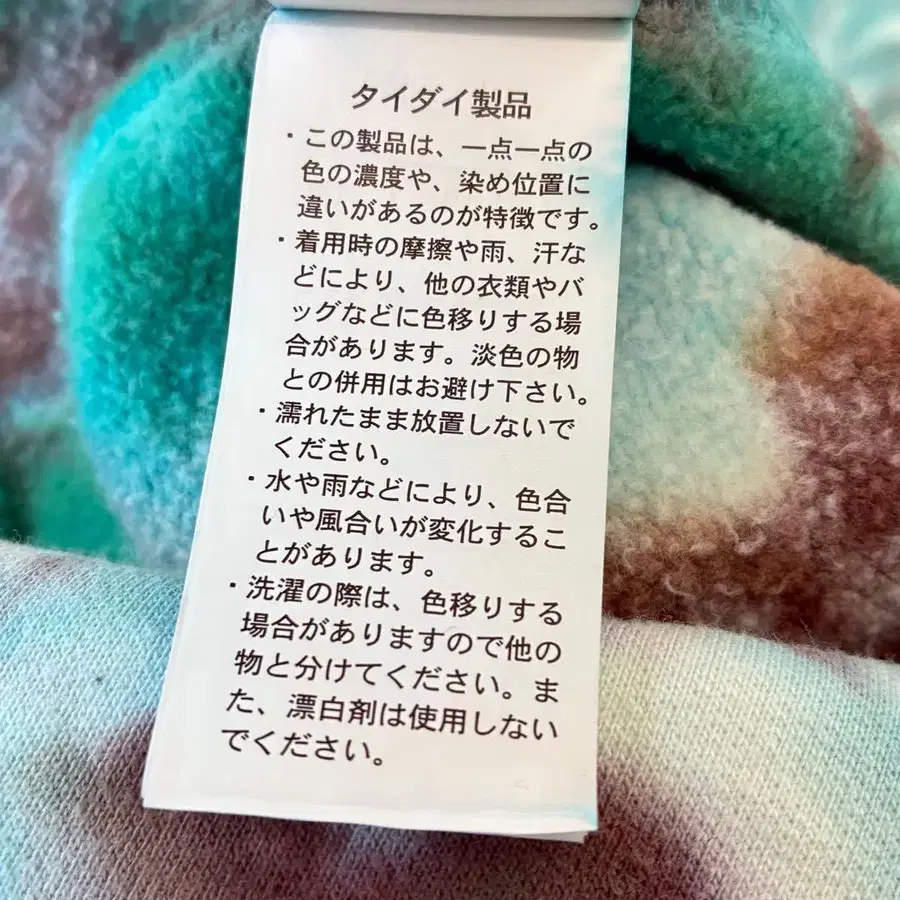 タイダイ製品
・この製品は、一点一点の
色の濃度や、染め位置に
違いがあるのが特徴です。
・着用時の摩擦や雨、汗な
どにより、他の衣類やバ
ッグなどに色移りする場
合があります。淡色の物
との併用はお避け下さい。
・濡れたまま放置しないで
ください。
・水や雨などにより、色合
いや風合いが変化するこ
とがあります。
・洗濯の際は、色移りする
場合がありますので他の
物と分けてください。ま
た、漂白剤は使用しない
でください。